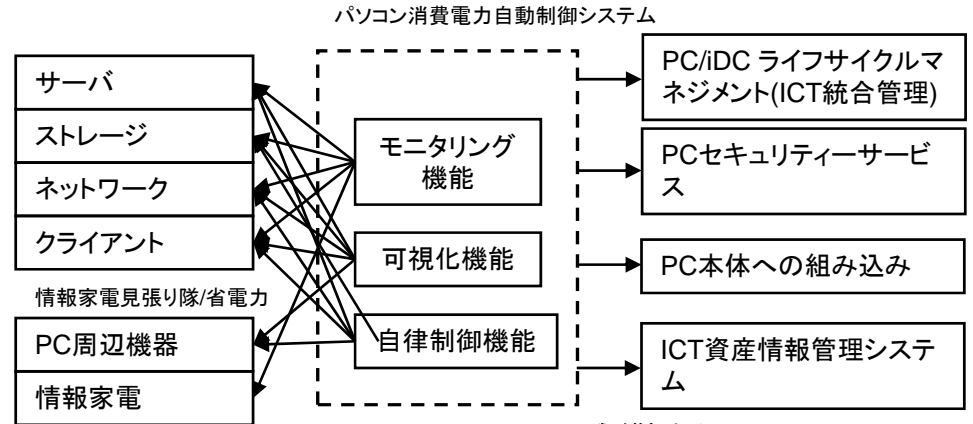 パソコン消費電力自動制御システム
サーバ
ストレージ
ネットワーク
クライアント
情報家電見張り隊/省電力
PC周辺機器
情報家電
モニタリング
機能
可視化機能
自律制御機能
PC/iDC ライフサイクルマ
ネジメント(ICT統合管理)
PCセキュリティーサービ
ス
PC本体への組み込み
ICT資産情報管理システ
ム